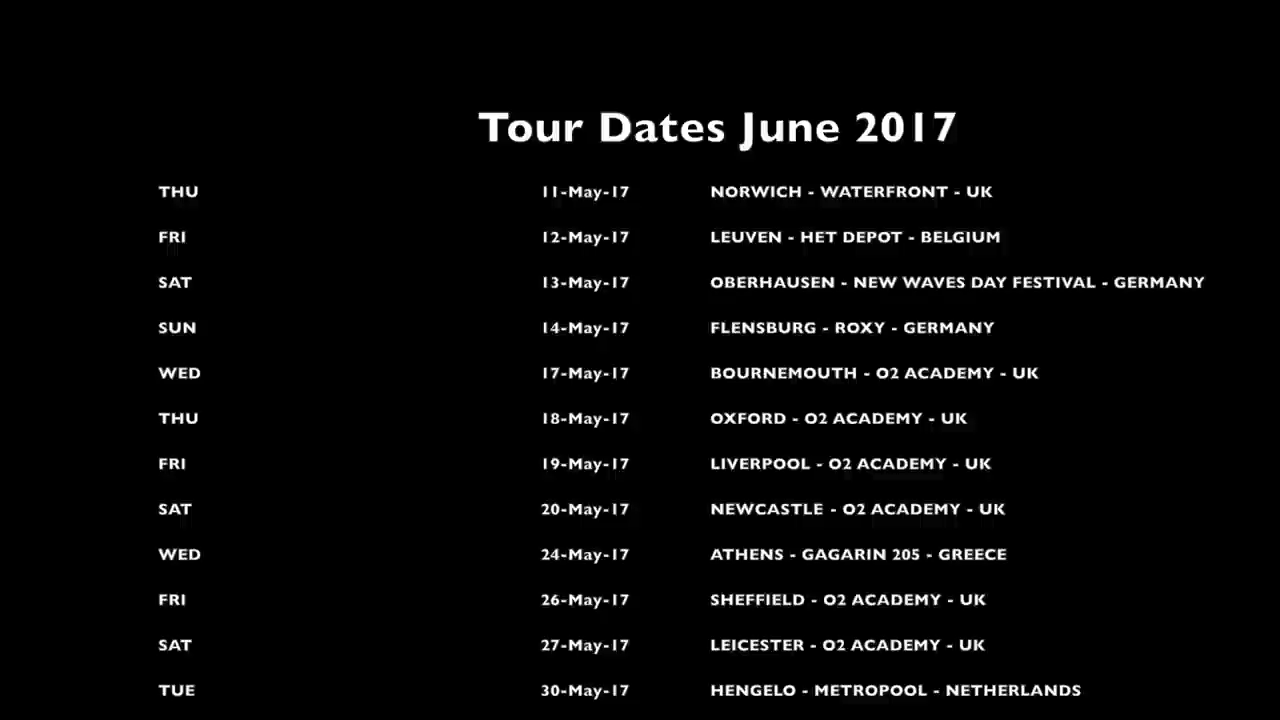 Tour Dates June 2017
THU 11-May-17 NORWICH - WATERFRONT - UK
FRI 12-May-17 LEUVEN - HET DEPOT - BELGIUM
SAT 13-May-17 OBERHAUSEN - NEW WAVES DAY FESTIVAL - GERMANY
SUN 14-May-17 FLENSBURG - ROXY - GERMANY
WED 17-May-17 BOURNEMOUTH - O2 ACADEMY - UK
THU 18-May-17 OXFORD - O2 ACADEMY - UK
FRI 19-May-17 LIVERPOOL - O2 ACADEMY - UK
SAT 20-May-17 NEWCASTLE - O2 ACADEMY - UK
WED 24-May-17 ATHENS - GAGARIN 205 - GREECE
FRI 26-May-17 SHEFFIELD - O2 ACADEMY - UK
SAT 27-May-17 LEICESTER - O2 ACADEMY - UK
TUE 30-May-17 HENGELO - METROPOOL - NETHERLANDS